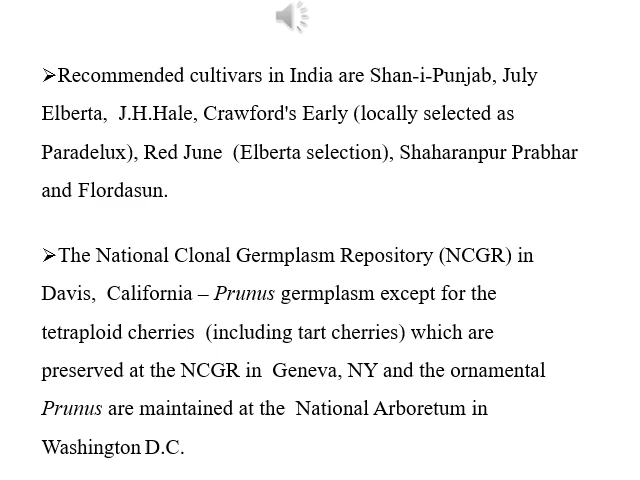 ➢Recommended cultivars in India are Shan-i-Punjab, July
Elberta,  J.H.Hale, Crawford's Early (locally selected as
Paradelux), Red June  (Elberta selection), Shaharanpur Prabhar
and Flordasun.
➢The National Clonal Germplasm Repository (NCGR) in
Davis,  California – Prunus germplasm except for the
tetraploid cherries  (including tart cherries) which are
preserved at the NCGR in  Geneva, NY and the ornamental
Prunus are maintained at the  National Arboretum in
Washington D.C.